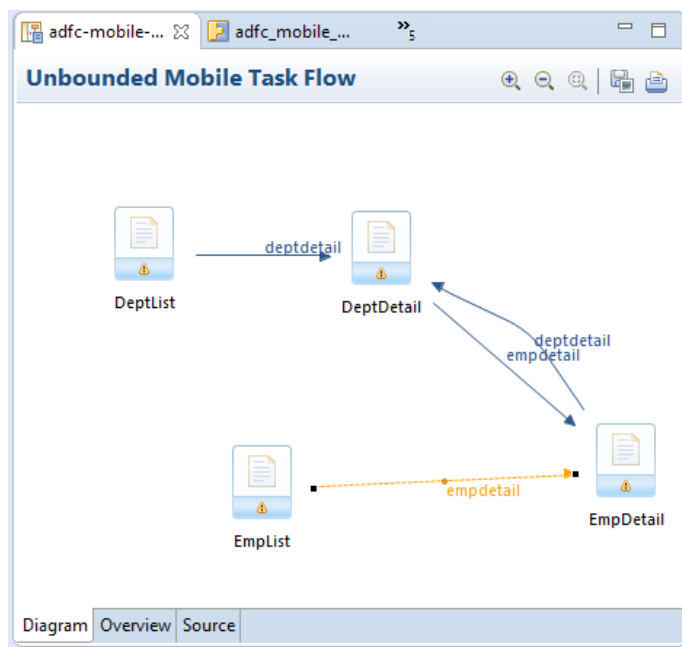 adfc-mobile-... adfc_mobile_... »5
Unbounded Mobile Task Flow
deptdetail
DeptList
DeptDetail
deptdetail
empdetail
empdetail
EmpList
EmpDetail
Diagram Overview Source